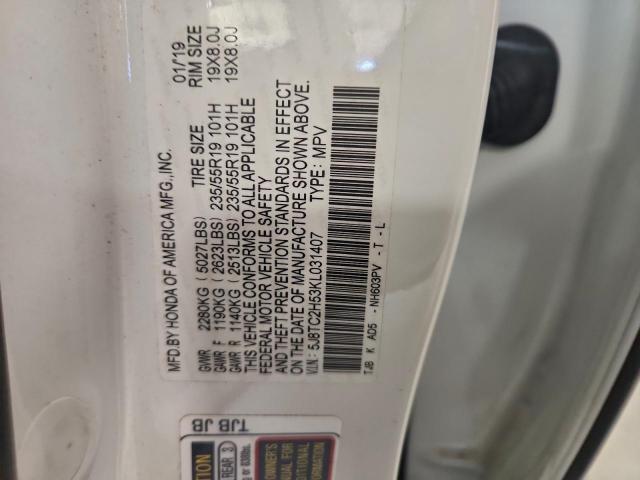 MFD.BY HONDA OF AMERICA MFG.,INC. 01/19
TIRE SIZE RIM SIZE
GVWR 2280KG (5027LBS)
GAWR F 1190KG (2623LBS) 235/55R19 101H 19X8.0J
GAWR R 1140KG (2513LBS) 235/55R19 101H 19X8.0J
THIS VEHICLE CONFORMS TO ALL APPLICABLE
FEDERAL MOTOR VEHICLE SAFETY
AND THEFT PREVENTION STANDARDS IN EFFECT
ON THE DATE OF MANUFACTURE SHOWN ABOVE.
V.I.N: 5J8TC2H53KL031407 TYPE: MPV
TJB K AD5 -NH603PV -T -L
TJB JB
REAR 3